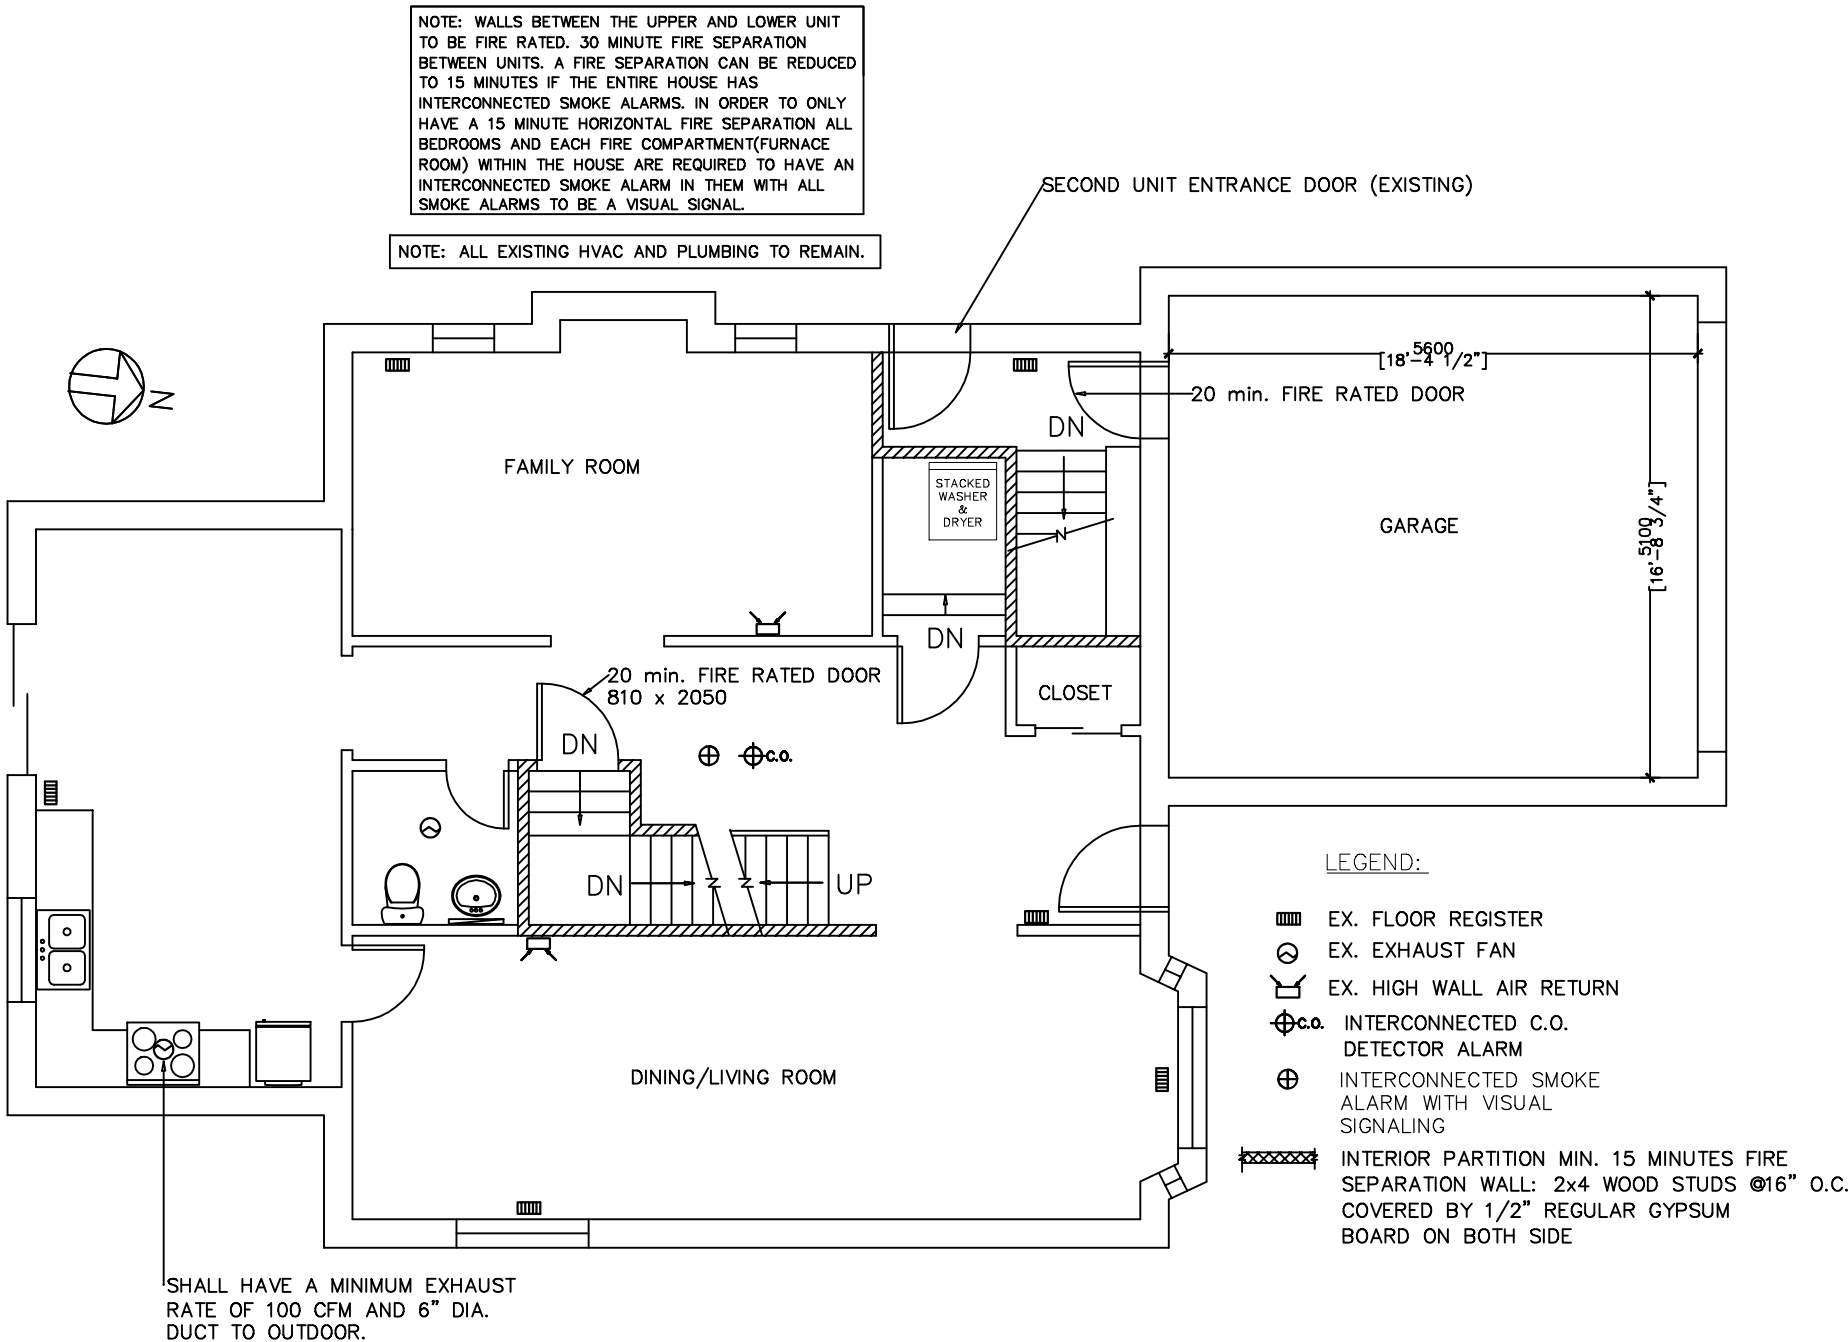 NOTE: WALLS BETWEEN THE UPPER AND LOWER UNIT
TO BE FIRE RATED. 30 MINUTE FIRE SEPARATION
BETWEEN UNITS. A FIRE SEPARATION CAN BE REDUCED
TO 15 MINUTES IF THE ENTIRE HOUSE HAS
INTERCONNECTED SMOKE ALARMS. IN ORDER TO ONLY
HAVE A 15 MINUTE HORIZONTAL FIRE SEPARATION ALL
BEDROOMS AND EACH FIRE COMPARTMENT(FURNACE
ROOM) WITHIN THE HOUSE ARE REQUIRED TO HAVE AN
INTERCONNECTED SMOKE ALARM IN THEM WITH ALL
SMOKE ALARMS TO BE A VISUAL SIGNAL.
NOTE: ALL EXISTING HVAC AND PLUMBING TO REMAIN.
SECOND UNIT ENTRANCE DOOR (EXISTING)
N
5600
[18'-4 1/2"]
20 min. FIRE RATED DOOR
DN
FAMILY ROOM
STACKED
WASHER
&
DRYER
N
GARAGE
5100
[16'-8 3/4"]
DN
20 min. FIRE RATED DOOR
810 x 2050
CLOSET
DN
C.O.
DN
N
N
UP
DINING/LIVING ROOM
LEGEND:
EX. FLOOR REGISTER
EX. EXHAUST FAN
EX. HIGH WALL AIR RETURN
C.O. INTERCONNECTED C.O.
DETECTOR ALARM
INTERCONNECTED SMOKE
ALARM WITH VISUAL
SIGNALING
INTERIOR PARTITION MIN. 15 MINUTES FIRE
SEPARATION WALL: 2x4 WOOD STUDS @16" O.C.
COVERED BY 1/2" REGULAR GYPSUM
BOARD ON BOTH SIDE
SHALL HAVE A MINIMUM EXHAUST
RATE OF 100 CFM AND 6" DIA.
DUCT TO OUTDOOR.